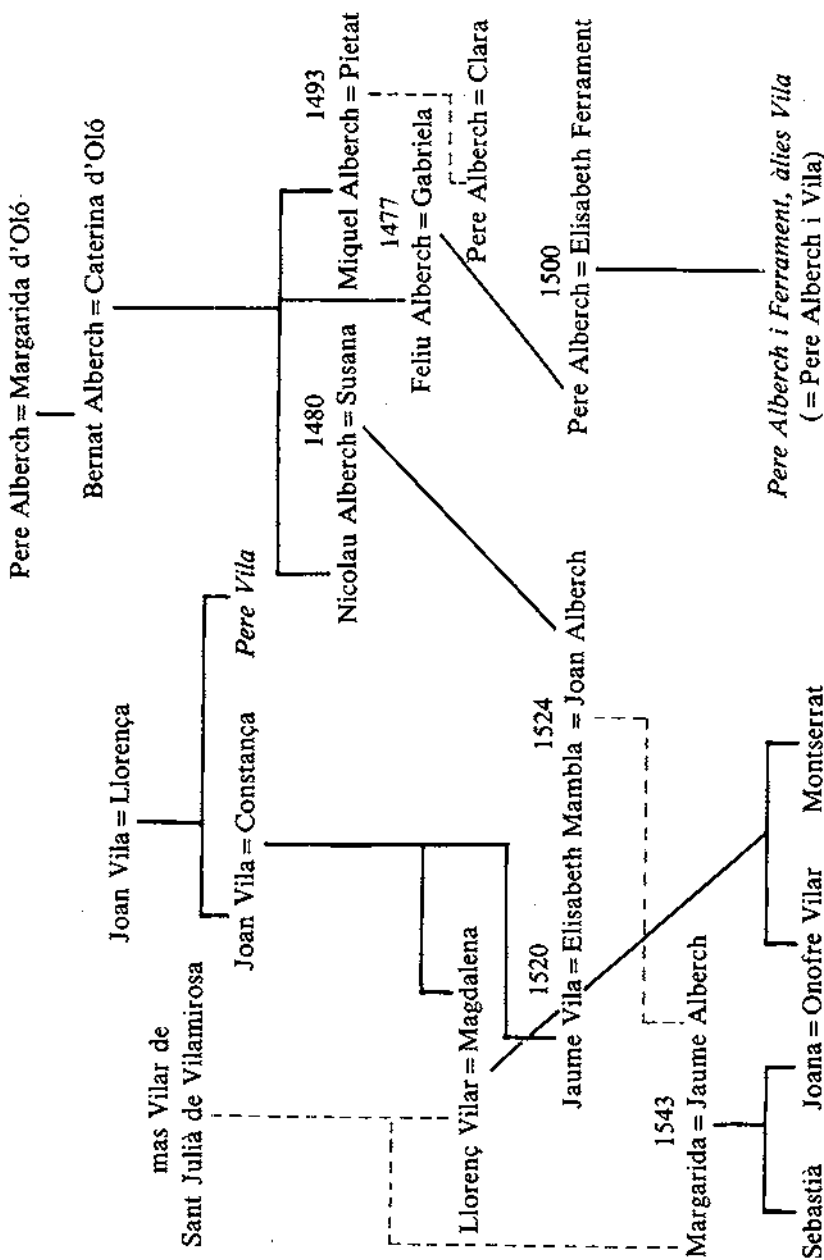 Pere Alberch = Margarida d'Oló
Bernat Alberch = Caterina d'Oló
Joan Vila = Llorença
mas Vilar de
Sant Julià de Vilamirosa
Joan Vila = Constança
Pere Vila
1480
Nicolau Alberch = Susana
1493
Miquel Alberch = Pietat
1477
Feliu Alberch = Gabriela
Pere Alberch = Clara
Llorenç Vilar = Magdalena
1520
1524
Jaume Vila = Elisabeth Mambla = Joan Alberch
1500
Pere Alberch = Elisabeth Ferrament
1543
Margarida = Jaume Alberch
Sebastià
Joana = Onofre Vilar
Montserrat
Pere Alberch i Ferrament, àlies Vila
( = Pere Alberch i Vila)